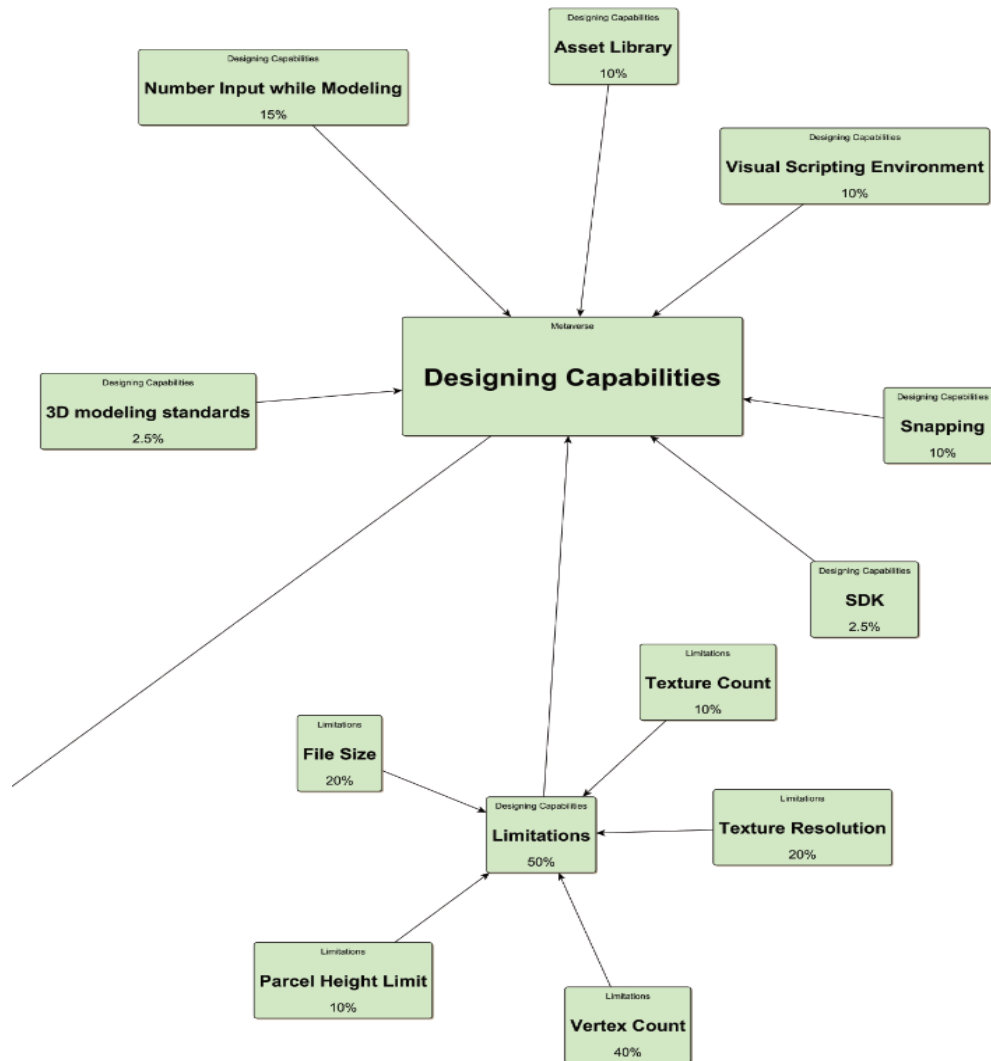 Designing Capabilities
Asset Library
10%
Designing Capabilities
Number Input while Modeling
15%
Designing Capabilities
Visual Scripting Environment
10%
Metaverse
Designing Capabilities
Designing Capabilities
3D modeling standards
2.5%
Designing Capabilities
Snapping
10%
Designing Capabilities
SDK
2.5%
Limitations
Texture Count
10%
Limitations
File Size
20%
Designing Capabilities
Limitations
50%
Limitations
Texture Resolution
20%
Limitations
Parcel Height Limit
10%
Limitations
Vertex Count
40%